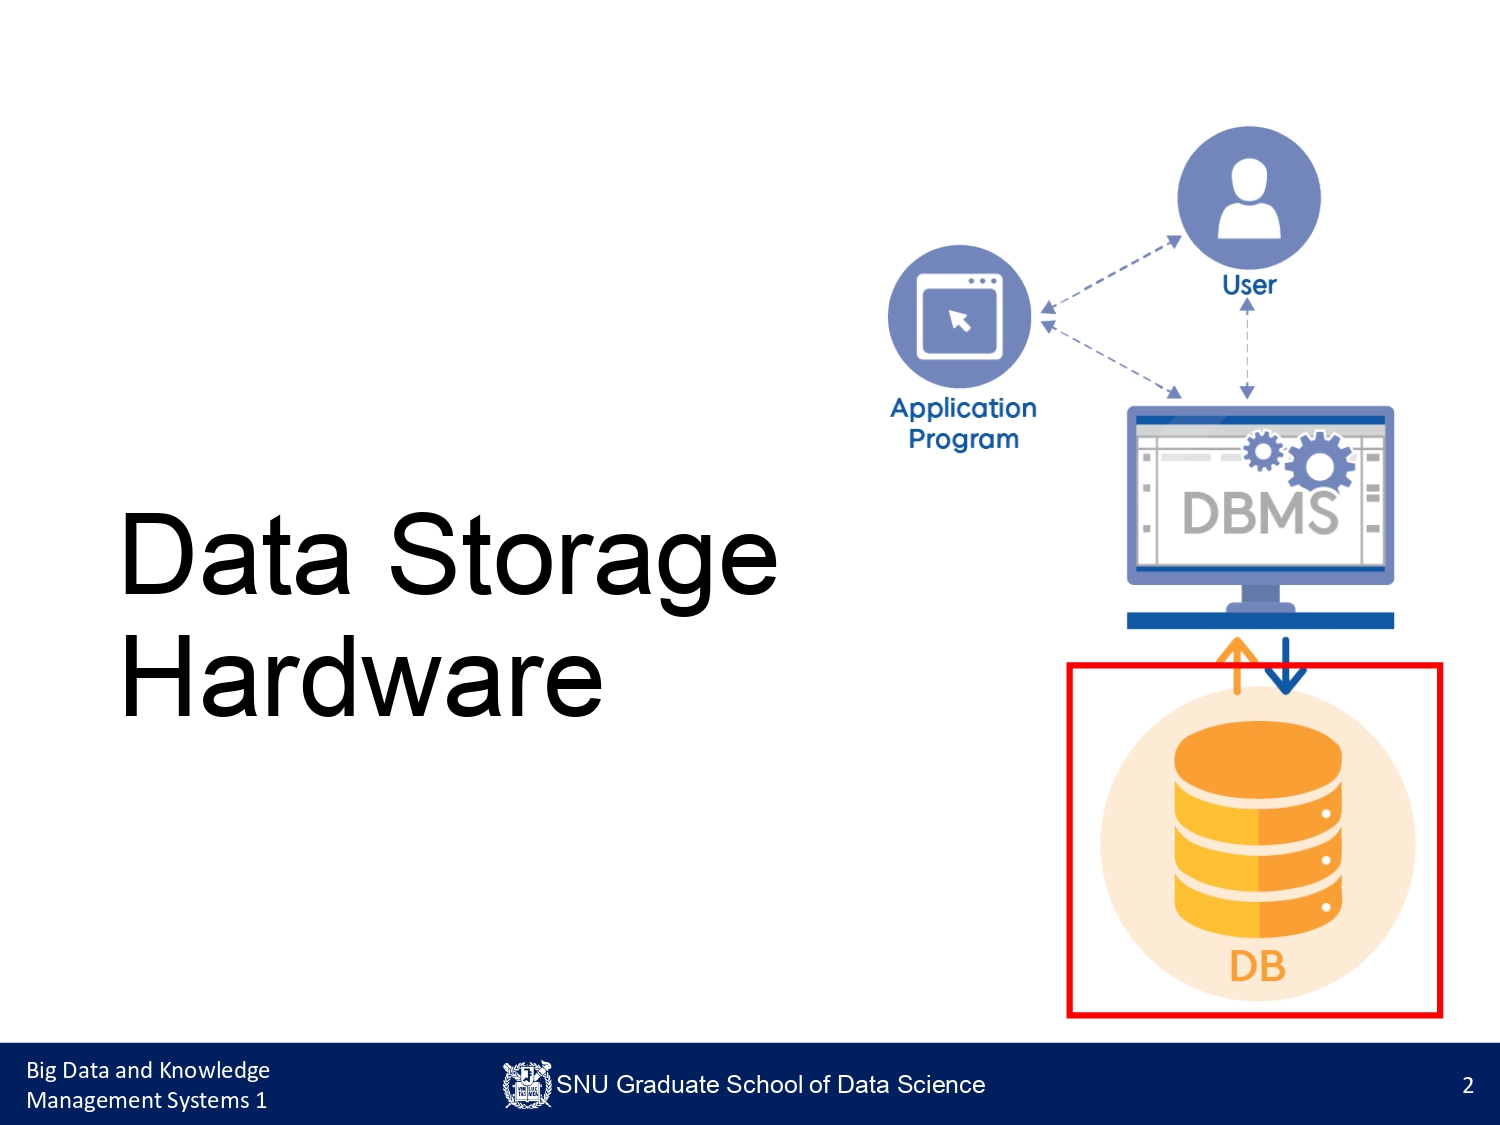 User
Application
Program
DBMS
Data Storage
Hardware
DB
Big Data and Knowledge
Management Systems 1
SNU Graduate School of Data Science
2